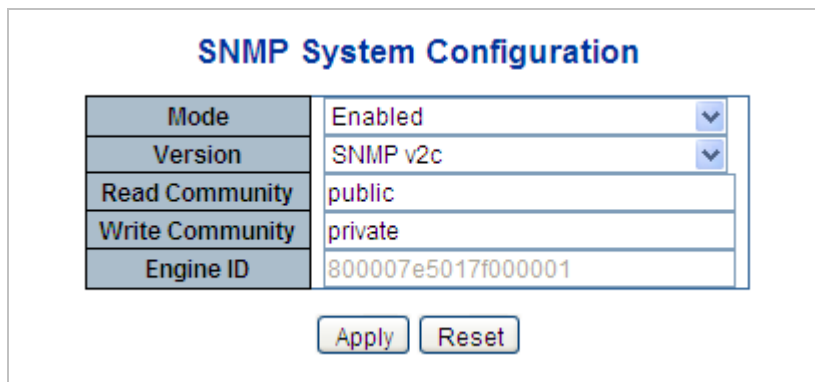 SNMP System Configuration
Mode Enabled
Version SNMP v2c
Read Community public
Write Community private
Engine ID 800007e5017f000001
Apply Reset